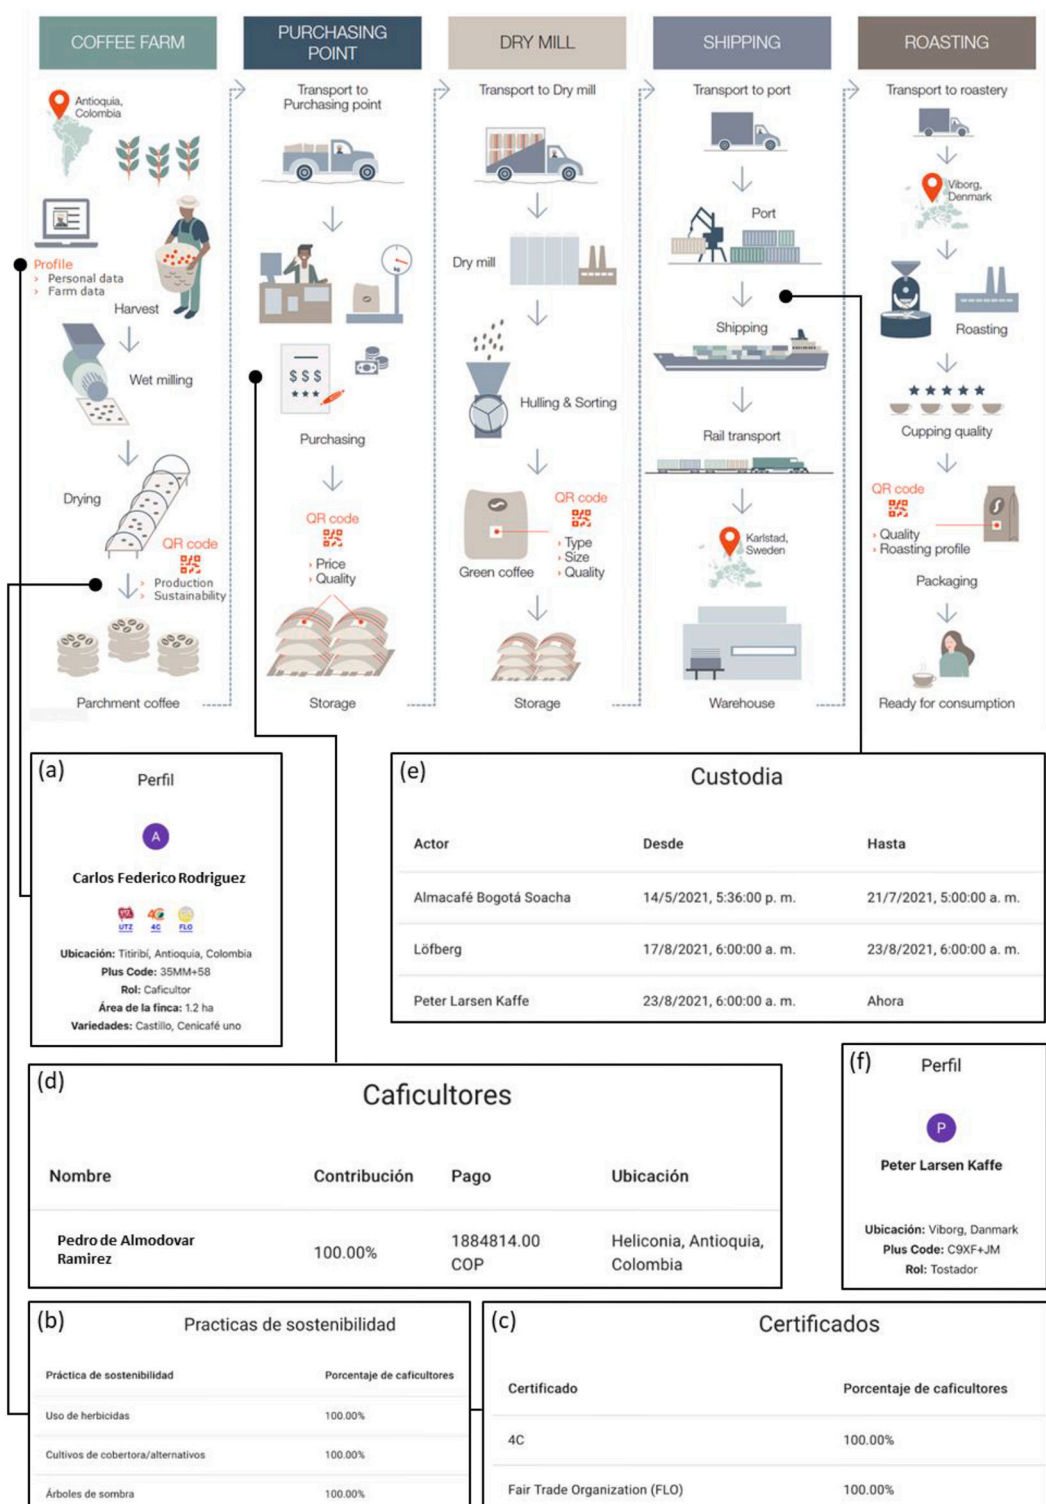 COFFEE FARM
PURCHASING
POINT
DRY MILL
SHIPPING
ROASTING
Antioquia,
Colombia
Profile
› Personal data
› Farm data
Harvest
Wet milling
Drying
QR code
› Production
› Sustainability
Parchment coffee
Transport to
Purchasing point
$ $ $
Purchasing
QR code
› Price
› Quality
Storage
Transport to Dry mill
Dry mill
Hulling & Sorting
QR code
› Type
› Size
› Quality
Green coffee
Storage
Transport to port
Port
Shipping
Rail transport
Karlstad,
Sweden
Warehouse
Transport to roastery
Viborg,
Denmark
Roasting
Cupping quality
QR code
› Quality
› Roasting profile
Packaging
Ready for consumption
(a)
Perfil
A
Carlos Federico Rodriguez
UTZ 4C FLO
Ubicación: Titiribí, Antioquia, Colombia
Plus Code: 35MM+58
Rol: Caficultor
Área de la finca: 1.2 ha
Variedades: Castillo, Cenicafé uno
(e)
Custodia
Actor Desde Hasta
Almacafé Bogotá Soacha 14/5/2021, 5:36:00 p. m. 21/7/2021, 5:00:00 a. m.
Löfberg 17/8/2021, 6:00:00 a. m. 23/8/2021, 6:00:00 a. m.
Peter Larsen Kaffe 23/8/2021, 6:00:00 a. m. Ahora
(d)
Caficultores
Nombre Contribución Pago Ubicación
Pedro de Almodovar
Ramirez
100.00%
1884814.00
COP
Heliconia, Antioquia,
Colombia
(f)
Perfil
P
Peter Larsen Kaffe
Ubicación: Viborg, Danmark
Plus Code: C9XF+JM
Rol: Tostador
(b)
Practicas de sostenibilidad
Práctica de sostenibilidad Porcentaje de caficultores
Uso de herbicidas 100.00%
Cultivos de cobertora/alternativos 100.00%
Árboles de sombra 100.00%
(c)
Certificados
Certificado Porcentaje de caficultores
4C 100.00%
Fair Trade Organization (FLO) 100.00%